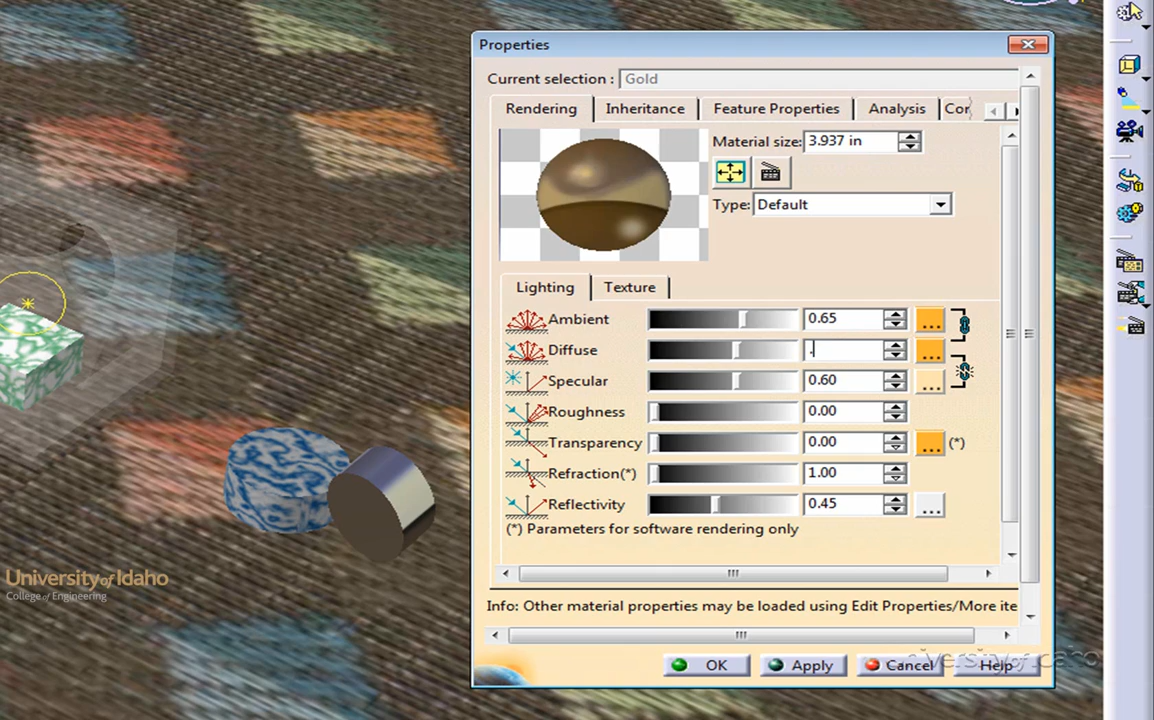 Properties
Current selection : Gold
Rendering Inheritance Feature Properties Analysis Cor
Material size: 3.937 in
Type: Default
Lighting Texture
Ambient 0.65 ...
Diffuse . ...
Specular 0.60 ...
Roughness 0.00
Transparency 0.00 ... (*)
Refraction(*) 1.00
Reflectivity 0.45 ...
(*) Parameters for software rendering only
Info: Other material properties may be loaded using Edit Properties/More ite
OK Apply Cancel Help
University of Idaho
College of Engineering